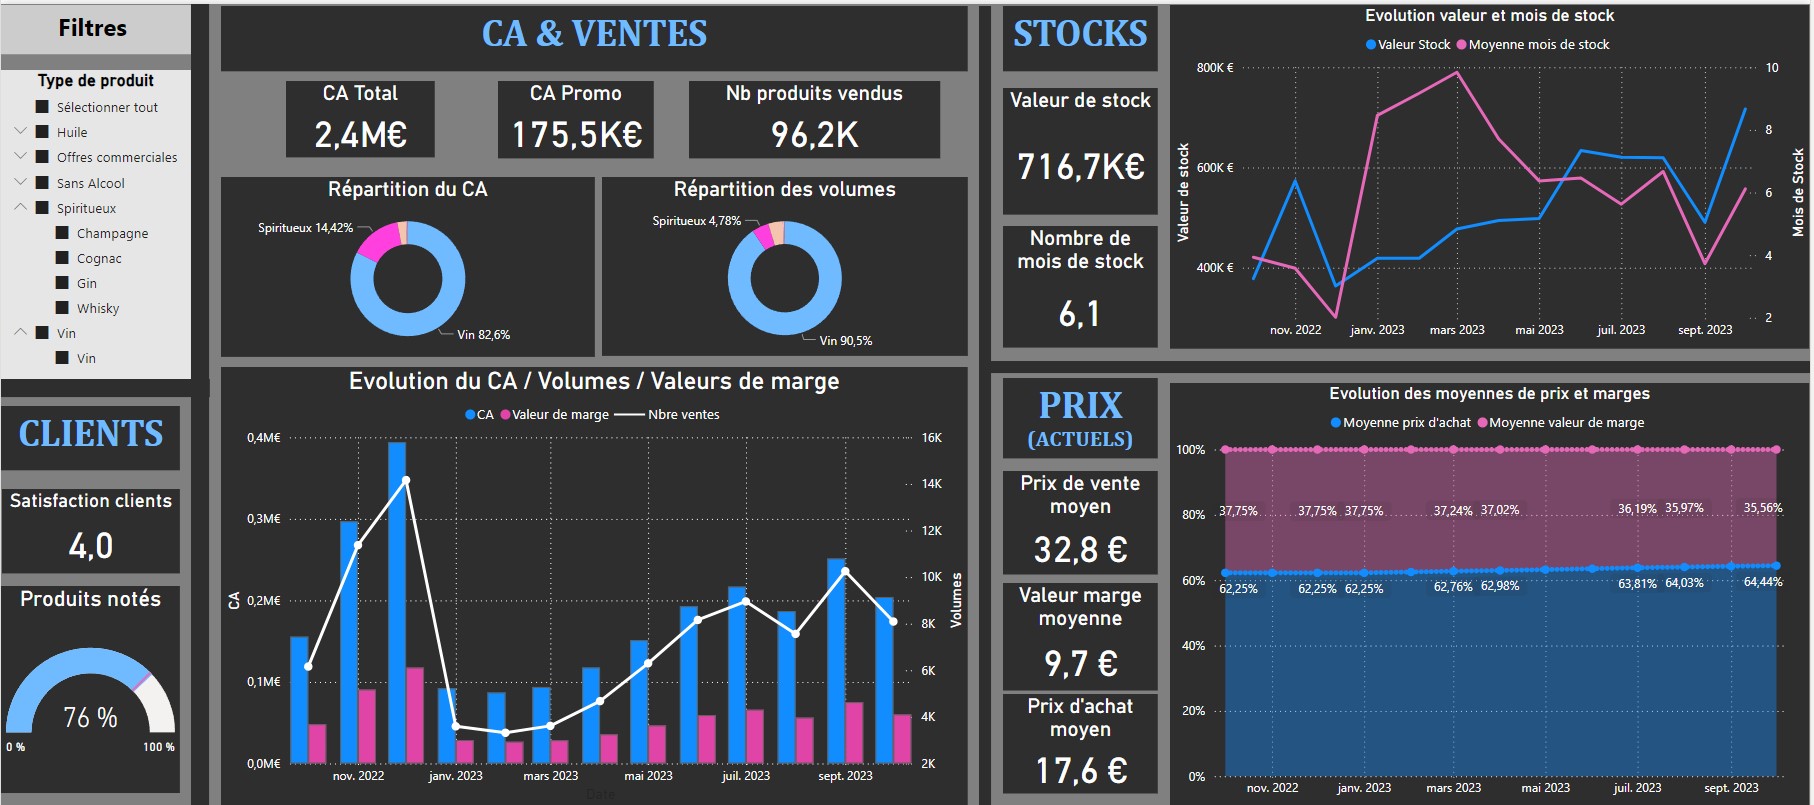 Filtres
Type de produit
Sélectionner tout
Huile
Offres commerciales
Sans Alcool
Spiritueux
Champagne
Cognac
Gin
Whisky
Vin
Vin
CLIENTS
Satisfaction clients
4,0
Produits notés
76 %
0 %
100 %
CA & VENTES
CA Total
2,4M€
CA Promo
175,5K€
Nb produits vendus
96,2K
Répartition du CA
Spiritueux 14,42%
Vin 82,6%
Répartition des volumes
Spiritueux 4,78%
Vin 90,5%
Evolution du CA / Volumes / Valeurs de marge
CA Valeur de marge Nbre ventes
0,4M€
0,3M€
0,2M€
0,1M€
0,0M€
CA
16K
14K
12K
10K
8K
6K
4K
2K
Volumes
nov. 2022 janv. 2023 mars 2023 mai 2023 juil. 2023 sept. 2023
Date
STOCKS
Valeur de stock
716,7K€
Nombre de
mois de stock
6,1
Evolution valeur et mois de stock
Valeur Stock Moyenne mois de stock
800K €
600K €
400K €
Valeur de stock
10
8
6
4
2
Mois de Stock
nov. 2022 janv. 2023 mars 2023 mai 2023 juil. 2023 sept. 2023
PRIX
(ACTUELS)
Prix de vente
moyen
32,8 €
Valeur marge
moyenne
9,7 €
Prix d'achat
moyen
17,6 €
Evolution des moyennes de prix et marges
Moyenne prix d'achat Moyenne valeur de marge
100%
80%
60%
40%
20%
0%
37,75% 37,75% 37,75% 37,24% 37,02% 36,19% 35,97% 35,56%
62,25% 62,25% 62,25% 62,76% 62,98% 63,81% 64,03% 64,44%
nov. 2022 janv. 2023 mars 2023 mai 2023 juil. 2023 sept. 2023